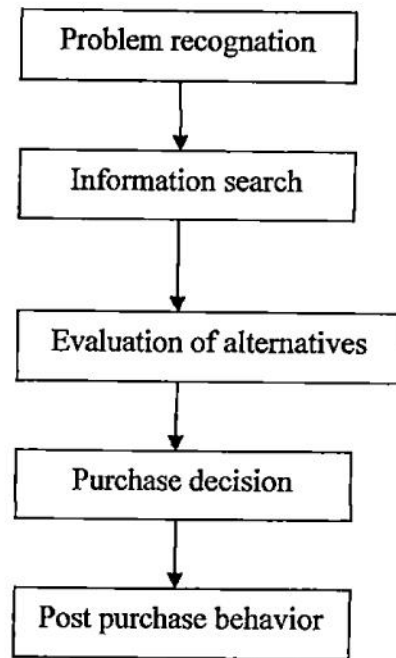 Problem recognation
Information search
Evaluation of alternatives
Purchase decision
Post purchase behavior